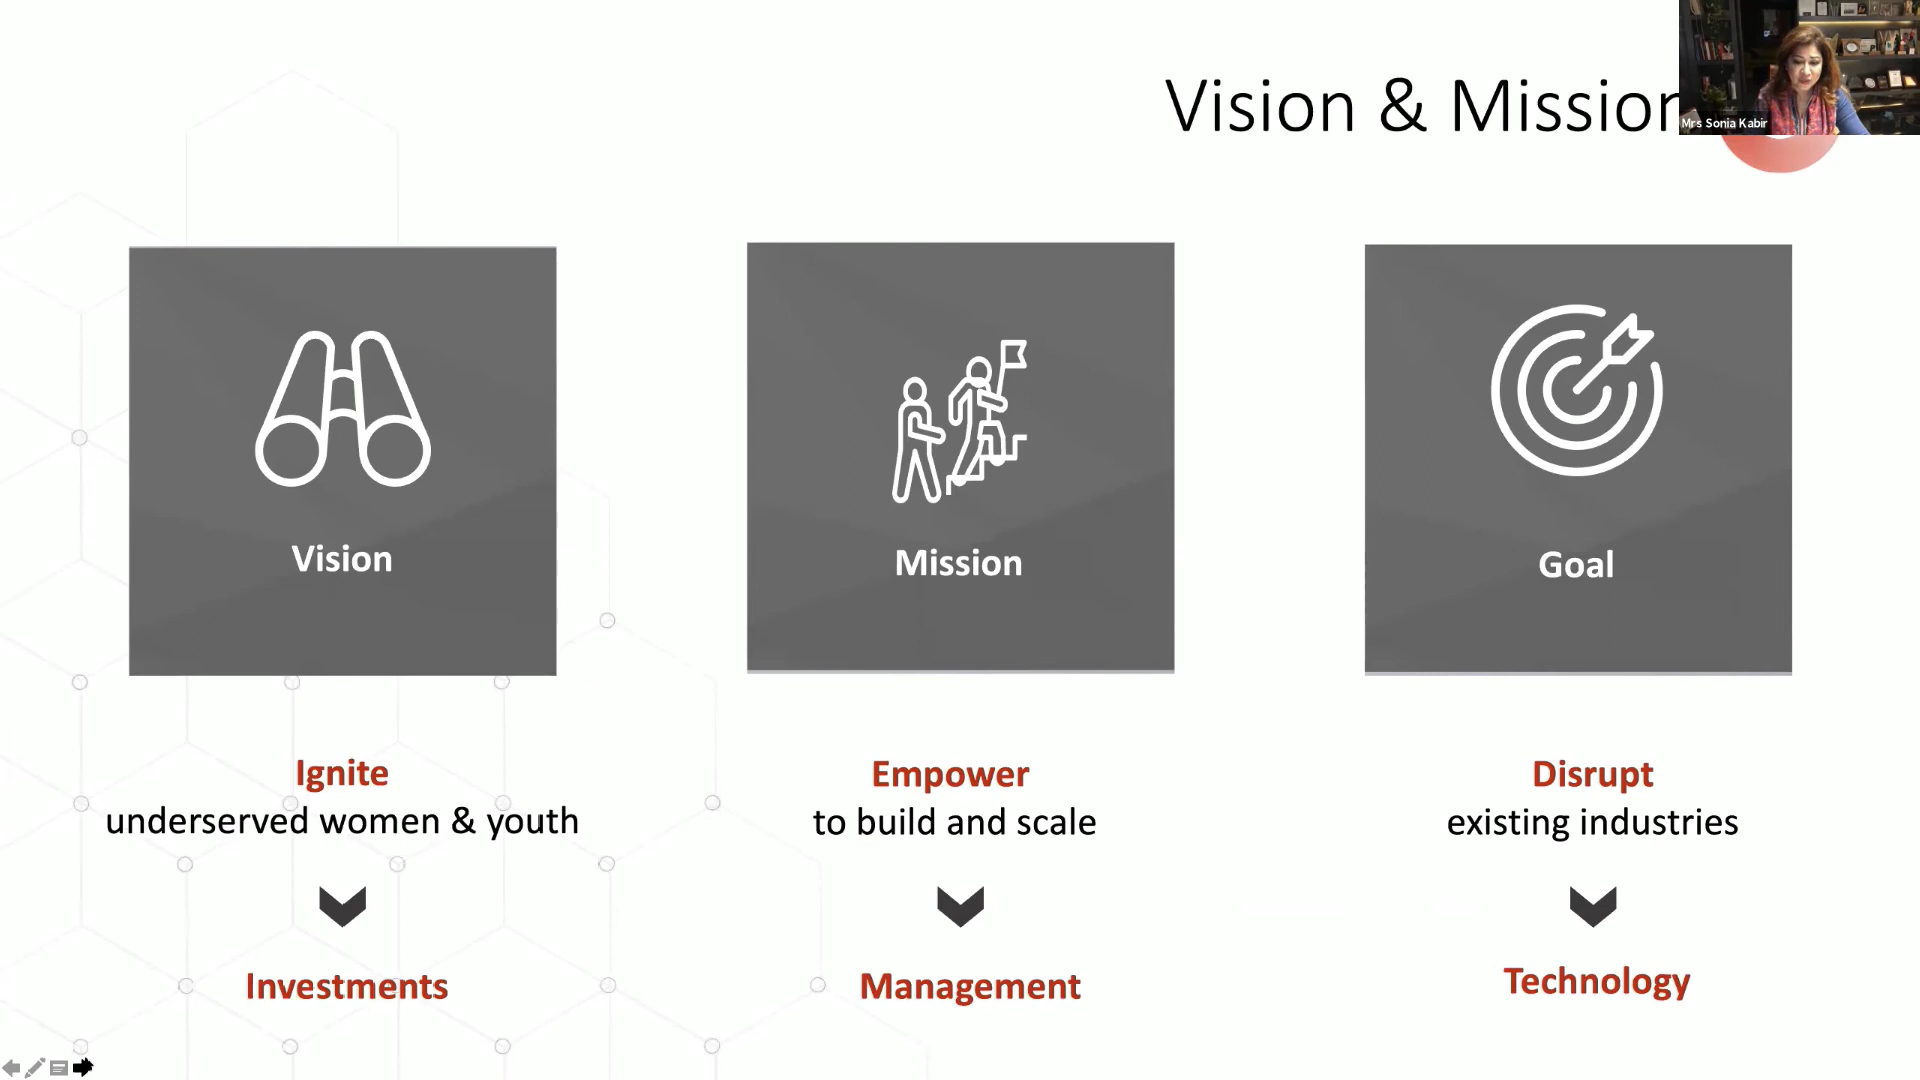 Vision & Mission
Mrs Sonia Kabir
Vision
Mission
Goal
Ignite
underserved women & youth
Empower
to build and scale
Disrupt
existing industries
Investments
Management
Technology